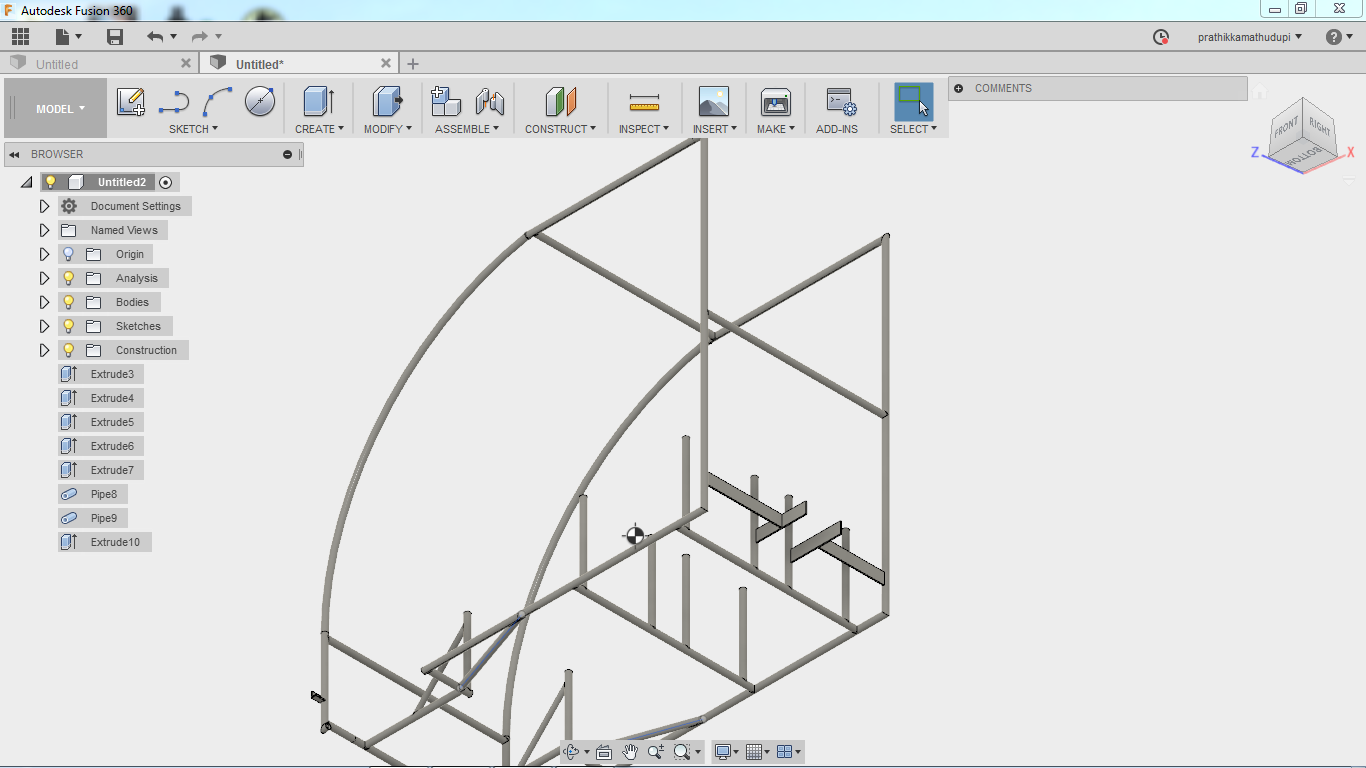 Autodesk Fusion 360
prathikkamathudupi
Untitled
Untitled*
MODEL
SKETCH
CREATE
MODIFY
ASSEMBLE
CONSTRUCT
INSPECT
INSERT
MAKE
ADD-INS
SELECT
COMMENTS
FRONT
RIGHT
BOTTOM
Z
X
BROWSER
Untitled2
Document Settings
Named Views
Origin
Analysis
Bodies
Sketches
Construction
Extrude3
Extrude4
Extrude5
Extrude6
Extrude7
Pipe8
Pipe9
Extrude10